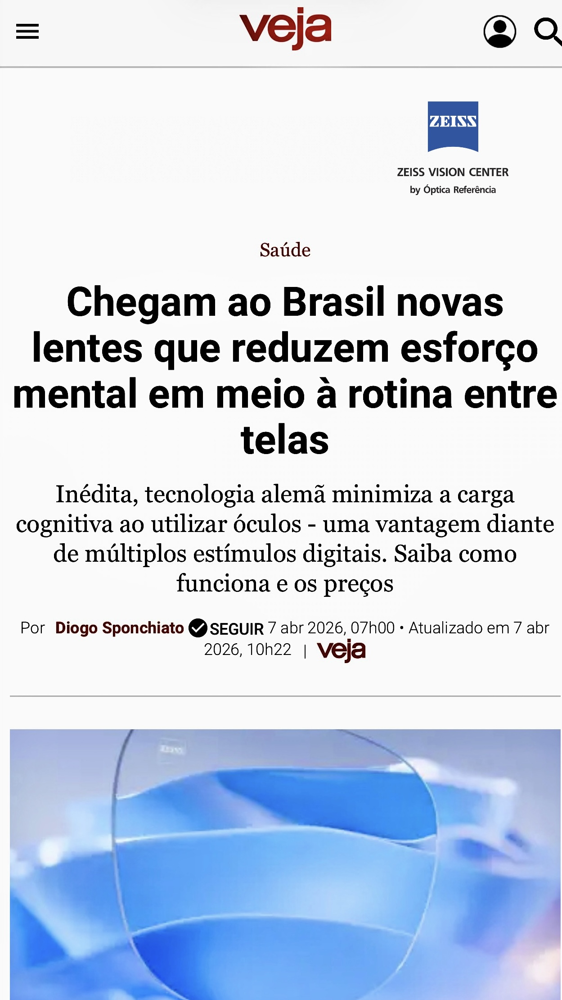 veja
ZEISS
ZEISS VISION CENTER
by Óptica Referência
Saúde
Chegam ao Brasil novas
lentes que reduzem esforço
mental em meio à rotina entre
telas
Inédita, tecnologia alemã minimiza a carga
cognitiva ao utilizar óculos - uma vantagem diante
de múltiplos estímulos digitais. Saiba como
funciona e os preços
Por Diogo Sponchiato SEGUIR 7 abr 2026, 07h00 • Atualizado em 7 abr
2026, 10h22 | veja
ZEISS